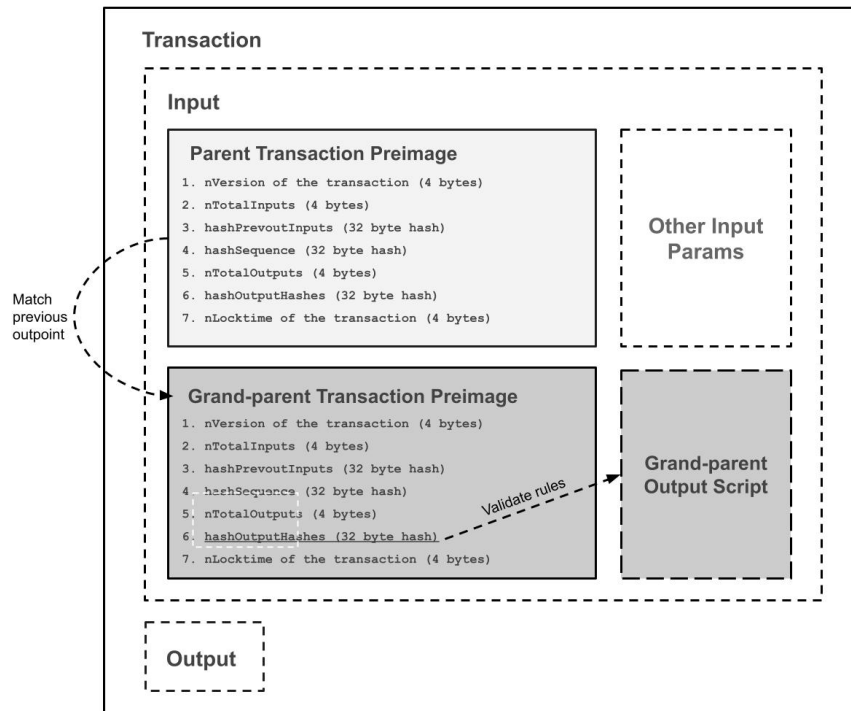 Transaction
Input
Parent Transaction Preimage
1. nVersion of the transaction (4 bytes)
2. nTotalInputs (4 bytes)
3. hashPrevoutInputs (32 byte hash)
4. hashSequence (32 byte hash)
5. nTotalOutputs (4 bytes)
6. hashOutputHashes (32 byte hash)
7. nLocktime of the transaction (4 bytes)
Other Input
Params
Match
previous
outpoint
Grand-parent Transaction Preimage
1. nVersion of the transaction (4 bytes)
2. nTotalInputs (4 bytes)
3. hashPrevoutInputs (32 byte hash)
4. hashSequence (32 byte hash)
5. nTotalOutputs (4 bytes)
6. hashOutputHashes (32 byte hash)
7. nLocktime of the transaction (4 bytes)
Validate rules
Grand-parent
Output Script
Output